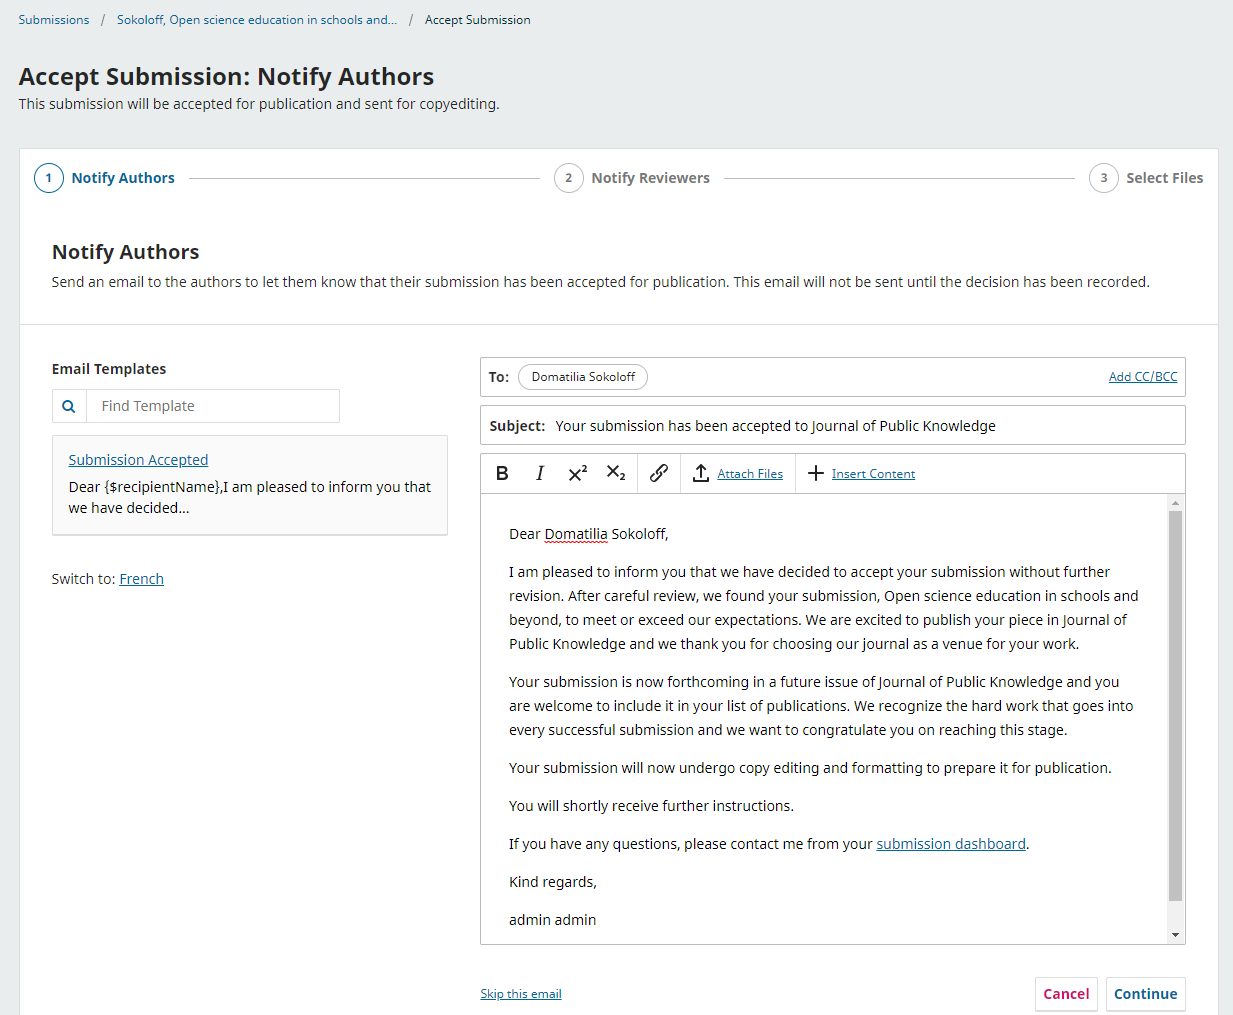 Submissions / Sokoloff, Open science education in schools and... / Accept Submission
Accept Submission: Notify Authors
This submission will be accepted for publication and sent for copyediting.
1 Notify Authors
2 Notify Reviewers
3 Select Files
Notify Authors
Send an email to the authors to let them know that their submission has been accepted for publication. This email will not be sent until the decision has been recorded.
Email Templates
Find Template
Submission Accepted
Dear {$recipientName},I am pleased to inform you that
we have decided...
Switch to: French
To: Domatilia Sokoloff Add CC/BCC
Subject: Your submission has been accepted to Journal of Public Knowledge
B I X² X₂ Attach Files Insert Content
Dear Domatilia Sokoloff,
I am pleased to inform you that we have decided to accept your submission without further
revision. After careful review, we found your submission, Open science education in schools and
beyond, to meet or exceed our expectations. We are excited to publish your piece in Journal of
Public Knowledge and we thank you for choosing our journal as a venue for your work.
Your submission is now forthcoming in a future issue of Journal of Public Knowledge and you
are welcome to include it in your list of publications. We recognize the hard work that goes into
every successful submission and we want to congratulate you on reaching this stage.
Your submission will now undergo copy editing and formatting to prepare it for publication.
You will shortly receive further instructions.
If you have any questions, please contact me from your submission dashboard.
Kind regards,
admin admin
Skip this email
Cancel
Continue